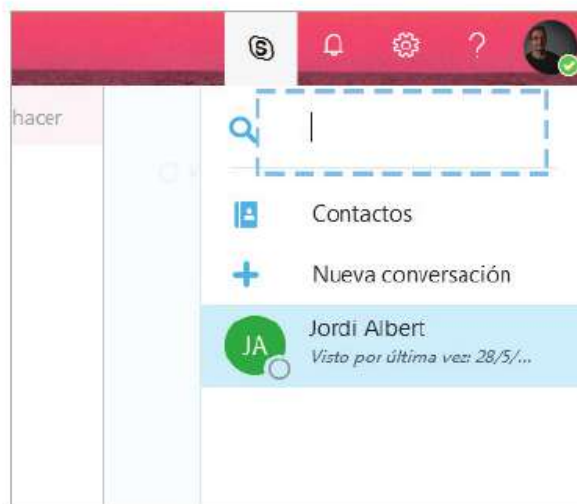 hacer
Contactos
Nueva conversación
JA
Jordi Albert
Visto por última vez: 28/5/...